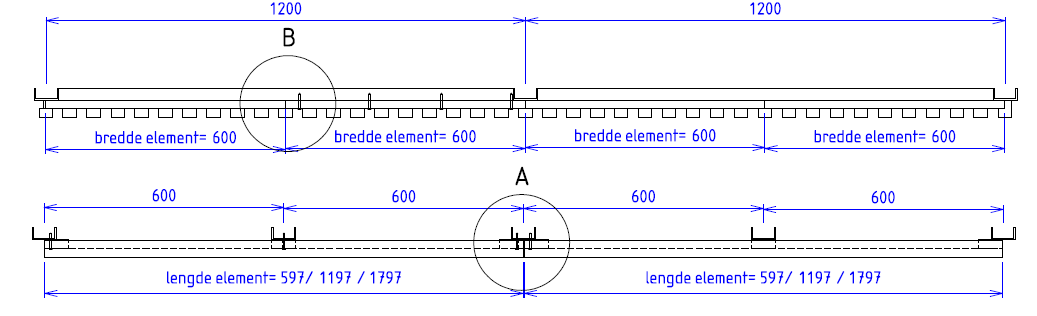 1200 1200
B
bredde element= 600 bredde element= 600 bredde element= 600 bredde element= 600
A
600 600 600 600
lengde element= 597/ 1197 / 1797 lengde element= 597/ 1197 / 1797